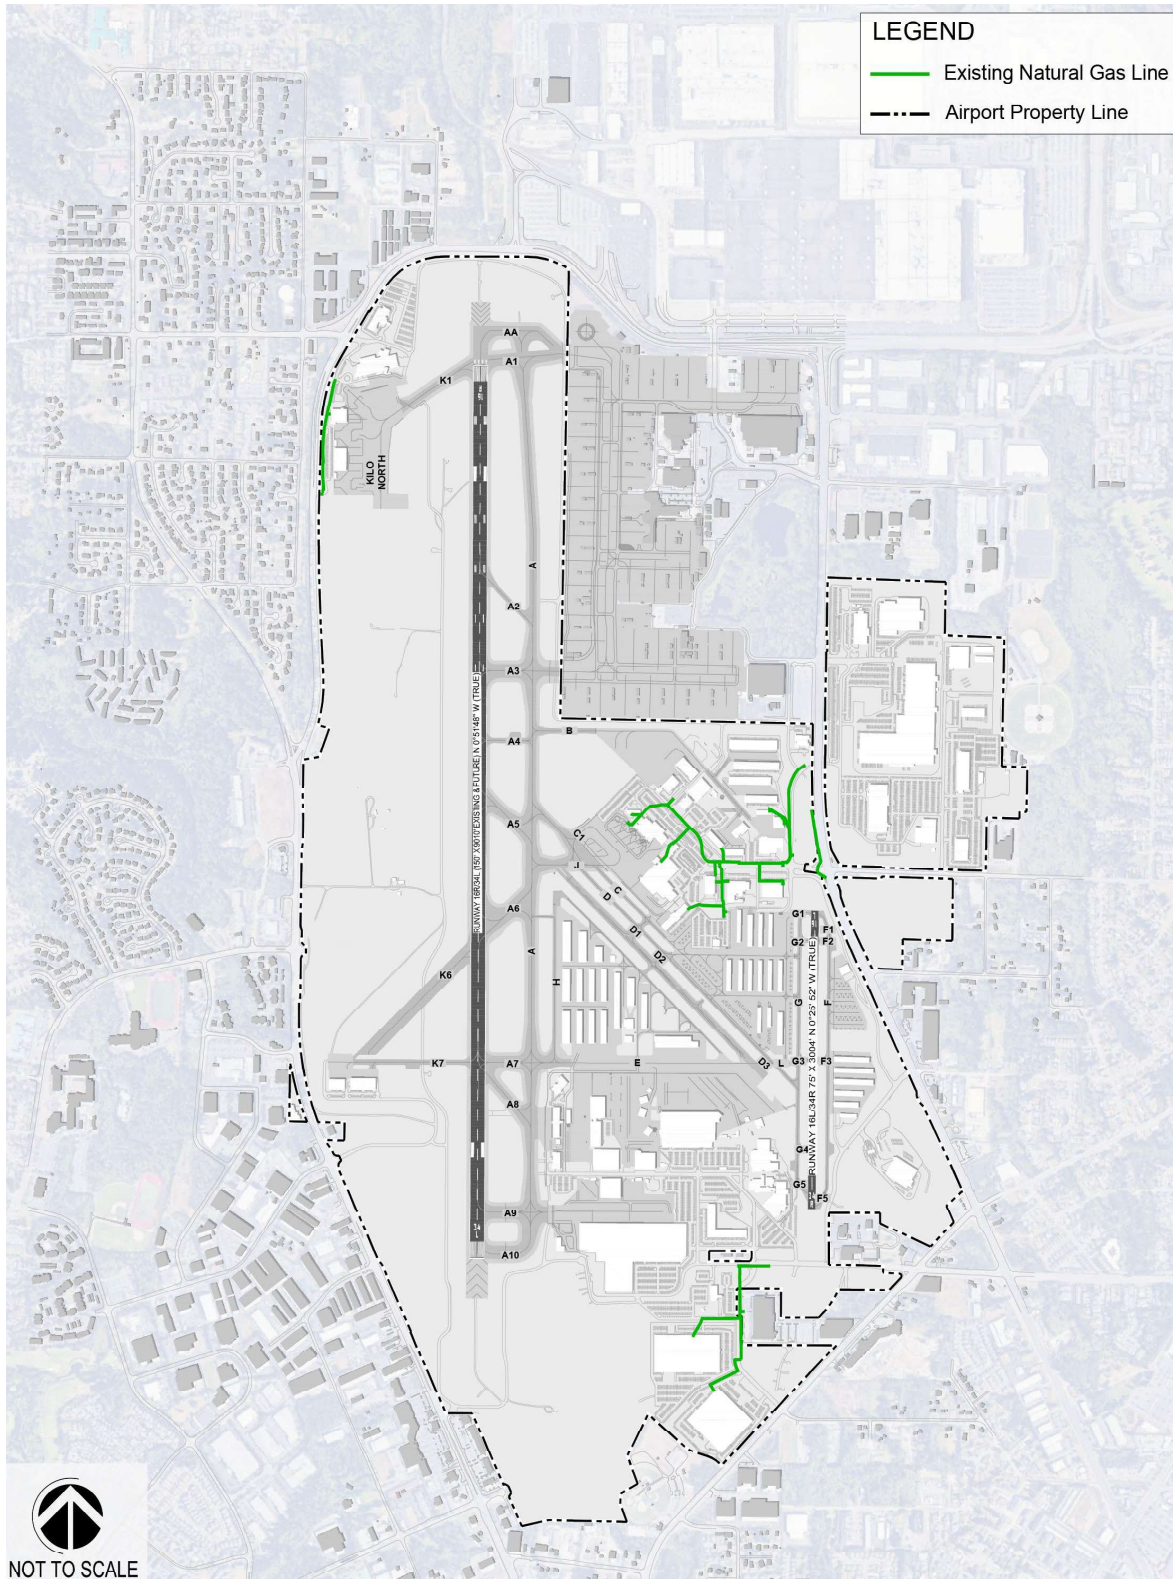 LEGEND
Existing Natural Gas Line
Airport Property Line
AA
A1
K1
KILO
NORTH
A
A2
A3
RUNWAY 16R/34L (150' X 9010' EXISTING & FUTURE) N 0°51'48" W (TRUE)
B
A4
A5
C1
C
D
A6
G1
F1
D1
G2
F2
A
D2
K6
H
G
F
RUNWAY 16L/34R 75' X 3004' N 0°25' 52" W (TRUE)
K7
A7
E
D3
L
G3
F3
A8
G4
G5
F5
A9
34
A10
NOT TO SCALE